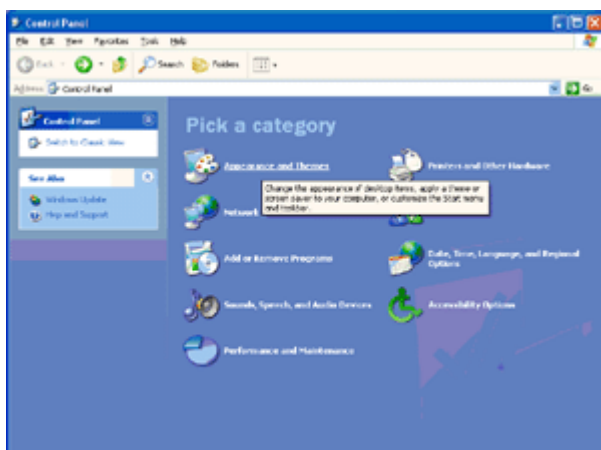 Control Panel
File Edit View Favorites Tools Help
Back Search Folders
Address Control Panel Go
Control Panel
Switch to Classic View
See Also
Windows Update
Help and Support
Pick a category
Appearance and Themes
Printers and Other Hardware
Change the appearance of desktop items, apply a theme or
screen saver to your computer, or customize the Start menu
and taskbar.
Network
Add or Remove Programs
Date, Time, Language, and Regional
Options
Sounds, Speech, and Audio Devices
Accessibility Options
Performance and Maintenance